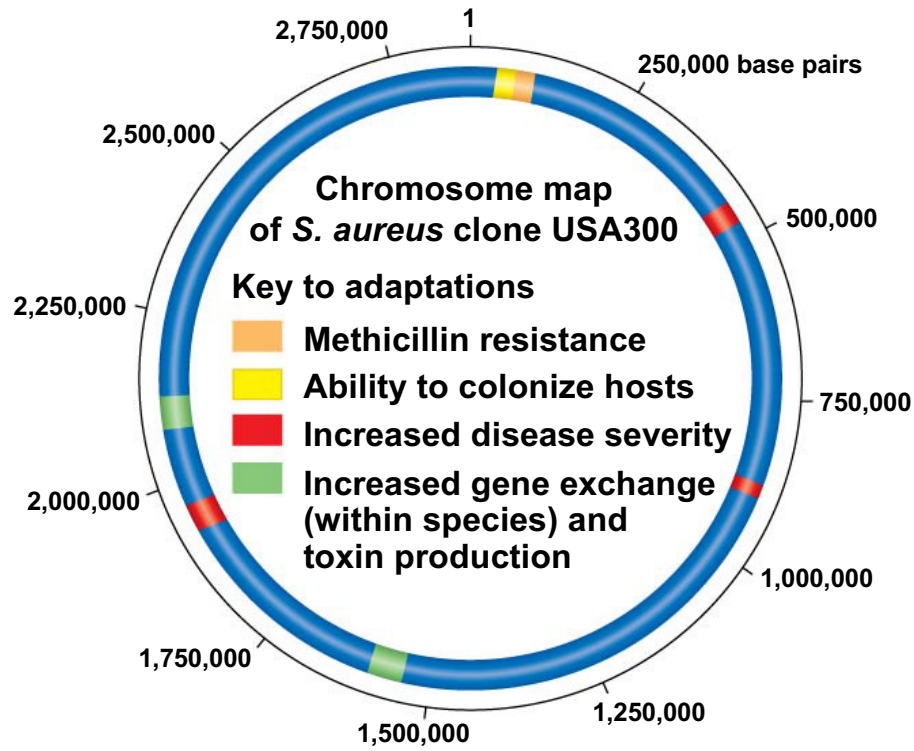 1
2,750,000
250,000 base pairs
2,500,000
Chromosome map
of S. aureus clone USA300
500,000
Key to adaptations
2,250,000
Methicillin resistance
Ability to colonize hosts
750,000
Increased disease severity
Increased gene exchange
(within species) and
toxin production
2,000,000
1,000,000
1,750,000
1,250,000
1,500,000